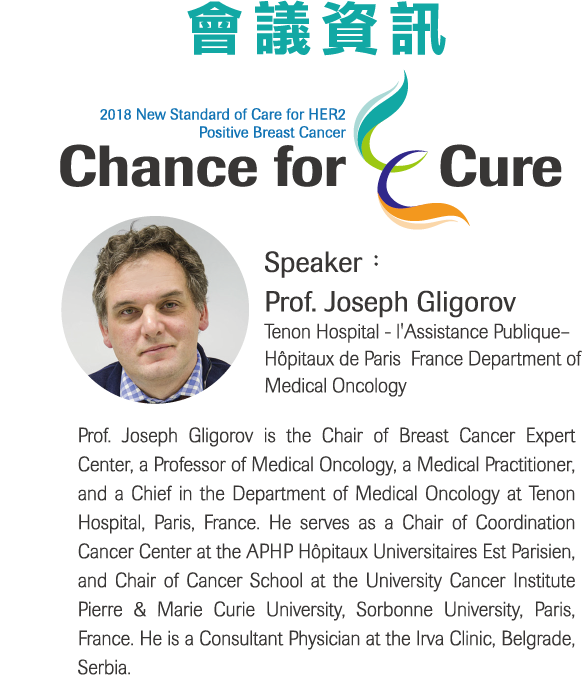 會議資訊
2018 New Standard of Care for HER2
Positive Breast Cancer
Chance for Cure
Speaker：
Prof. Joseph Gligorov
Tenon Hospital - l'Assistance Publique–
Hôpitaux de Paris France Department of
Medical Oncology
Prof. Joseph Gligorov is the Chair of Breast Cancer Expert
Center, a Professor of Medical Oncology, a Medical Practitioner,
and a Chief in the Department of Medical Oncology at Tenon
Hospital, Paris, France. He serves as a Chair of Coordination
Cancer Center at the APHP Hôpitaux Universitaires Est Parisien,
and Chair of Cancer School at the University Cancer Institute
Pierre & Marie Curie University, Sorbonne University, Paris,
France. He is a Consultant Physician at the Irva Clinic, Belgrade,
Serbia.